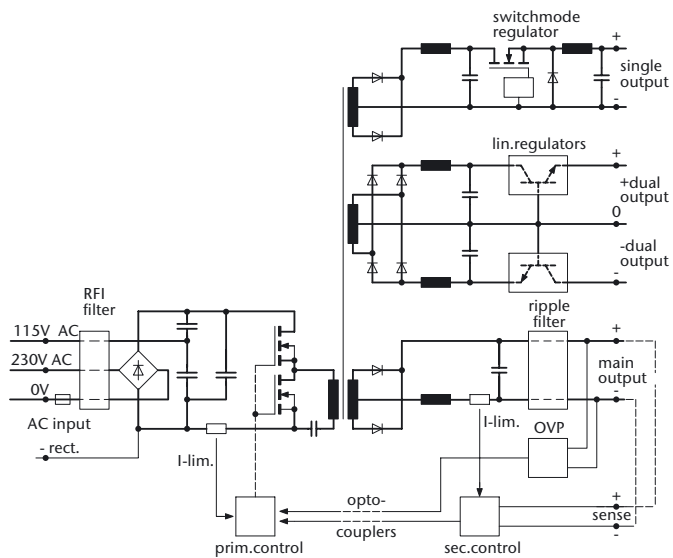 switchmode
regulator
+
single
output
-
lin.regulators
+
+dual
output
0
-dual
output
-
RFI
filter
ripple
filter
115V AC
+
230V AC
main
output
0V
-
AC input
I-lim.
OVP
- rect.
I-lim.
opto-
+
sense
couplers
-
prim.control
sec.control